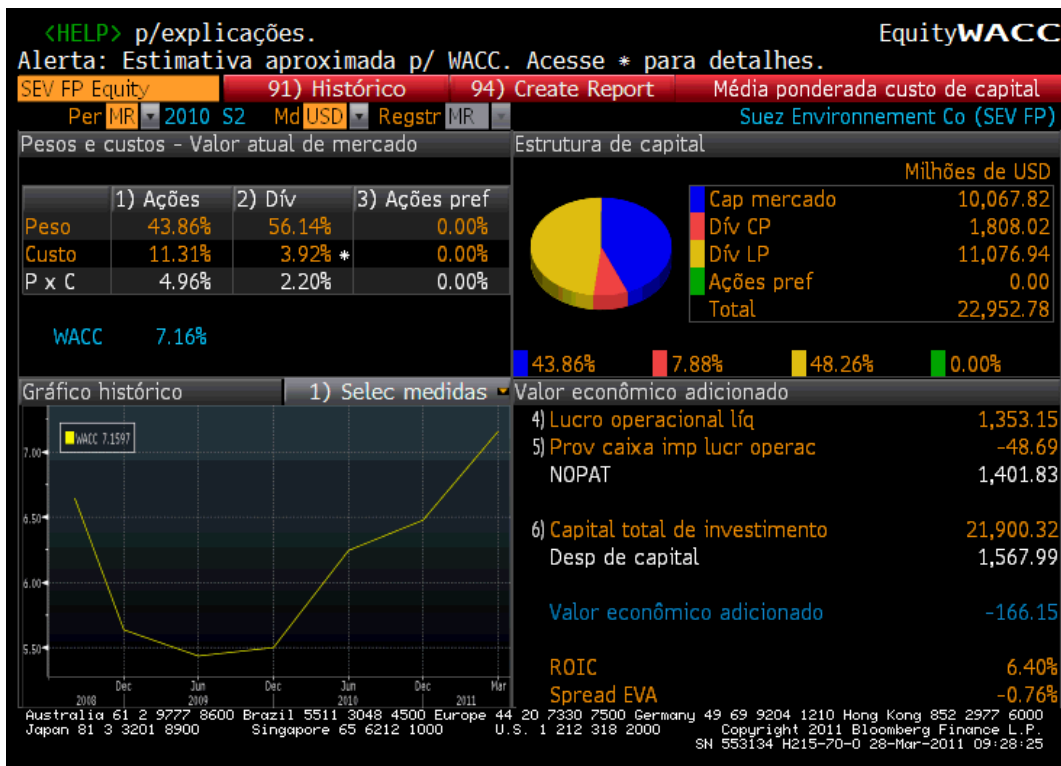 <HELP> p/explicações. EquityWACC
Alerta: Estimativa aproximada p/ WACC. Acesse * para detalhes.
SEV FP Equity 91) Histórico 94) Create Report Média ponderada custo de capital
Per MR 2010 S2 Md USD Regstr MR Suez Environnement Co (SEV FP)
Pesos e custos - Valor atual de mercado
1) Ações 2) Dív 3) Ações pref
Peso 43.86% 56.14% 0.00%
Custo 11.31% 3.92% * 0.00%
P x C 4.96% 2.20% 0.00%
WACC 7.16%
Estrutura de capital
Milhões de USD
Cap mercado 10,067.82
Dív CP 1,808.02
Dív LP 11,076.94
Ações pref 0.00
Total 22,952.78
43.86% 7.88% 48.26% 0.00%
Gráfico histórico 1) Selec medidas
WACC 7.1597
7.00
6.50
6.00
5.50
Dec Jun Dec Jun Dec Mar
2008 2009 2010 2011
Valor econômico adicionado
4) Lucro operacional líq 1,353.15
5) Prov caixa imp lucr operac -48.69
NOPAT 1,401.83
6) Capital total de investimento 21,900.32
Desp de capital 1,567.99
Valor econômico adicionado -166.15
ROIC 6.40%
Spread EVA -0.76%
Australia 61 2 9777 8600 Brazil 5511 3048 4500 Europe 44 20 7330 7500 Germany 49 69 9204 1210 Hong Kong 852 2977 6000
Japan 81 3 3201 8900 Singapore 65 6212 1000 U.S. 1 212 318 2000 Copyright 2011 Bloomberg Finance L.P.
SN 553134 H215-70-0 28-Mar-2011 09:28:25